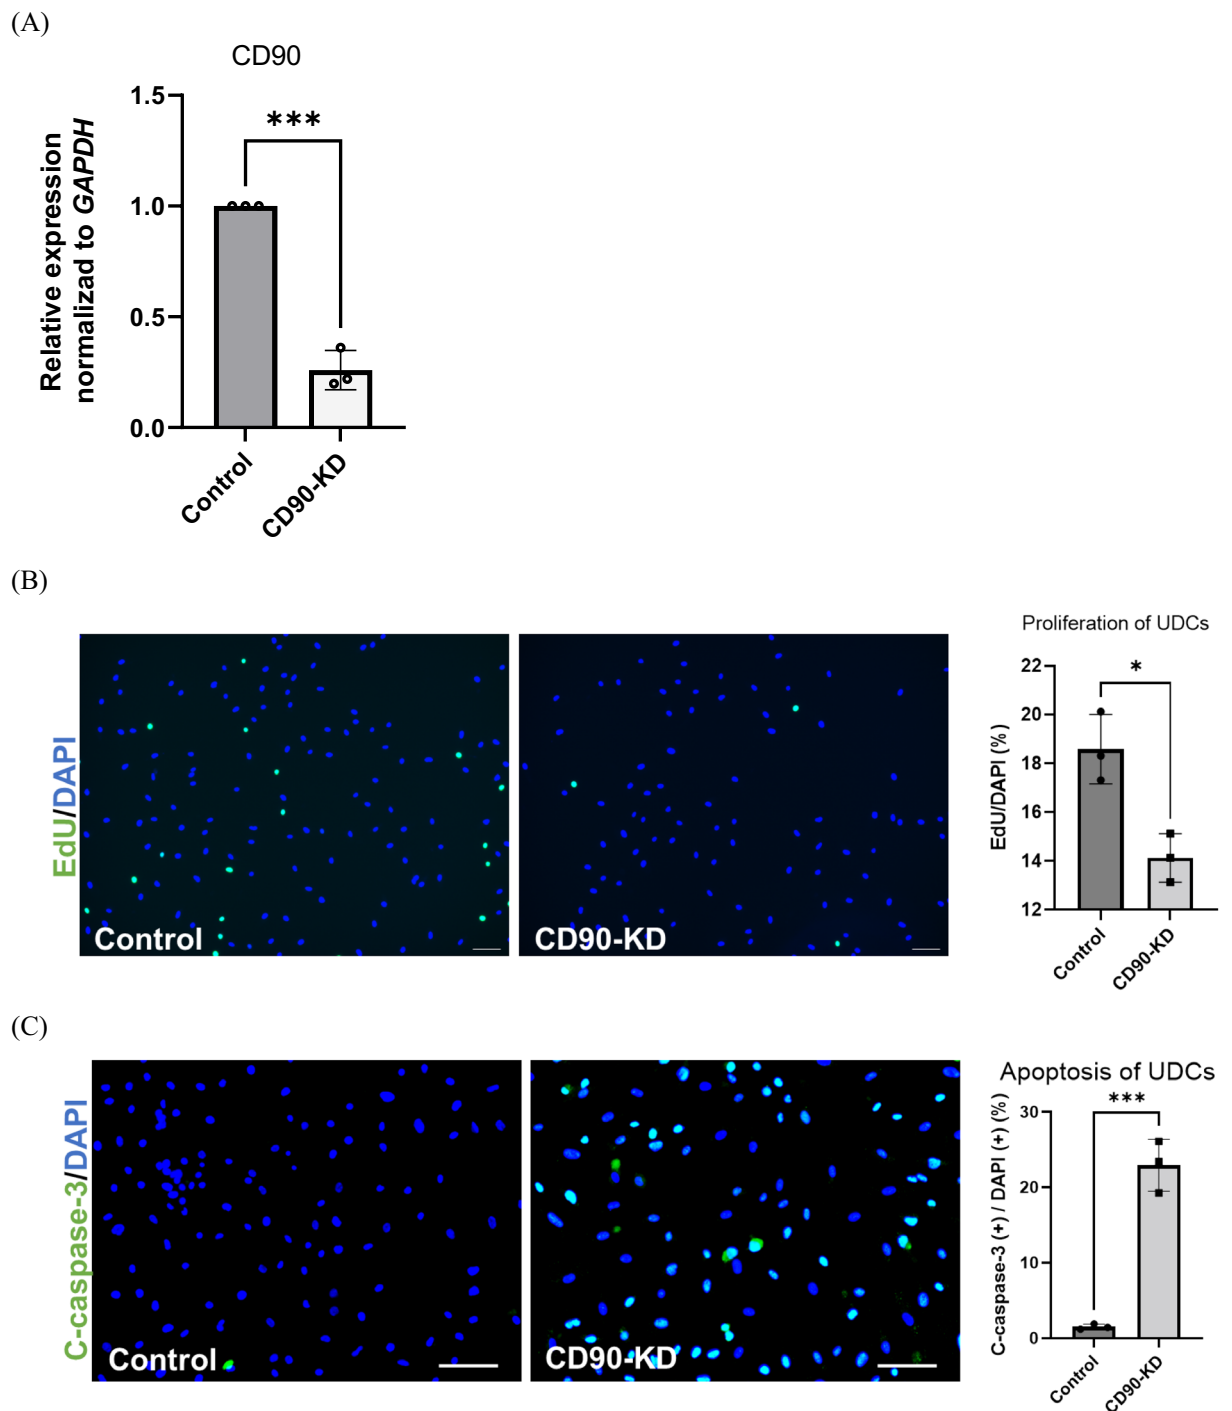 (A)
CD90
Relative expression
normalizad to GAPDH
1.5
1.0
0.5
0.0
***
Control
CD90-KD
(B)
EdU/DAPI
Control
CD90-KD
Proliferation of UDCs
EdU/DAPI (%)
22
20
18
16
14
12
*
Control
CD90-KD
(C)
C-caspase-3/DAPI
Control
CD90-KD
Apoptosis of UDCs
C-caspase-3 (+) / DAPI (+) (%)
30
20
10
0
***
Control
CD90-KD